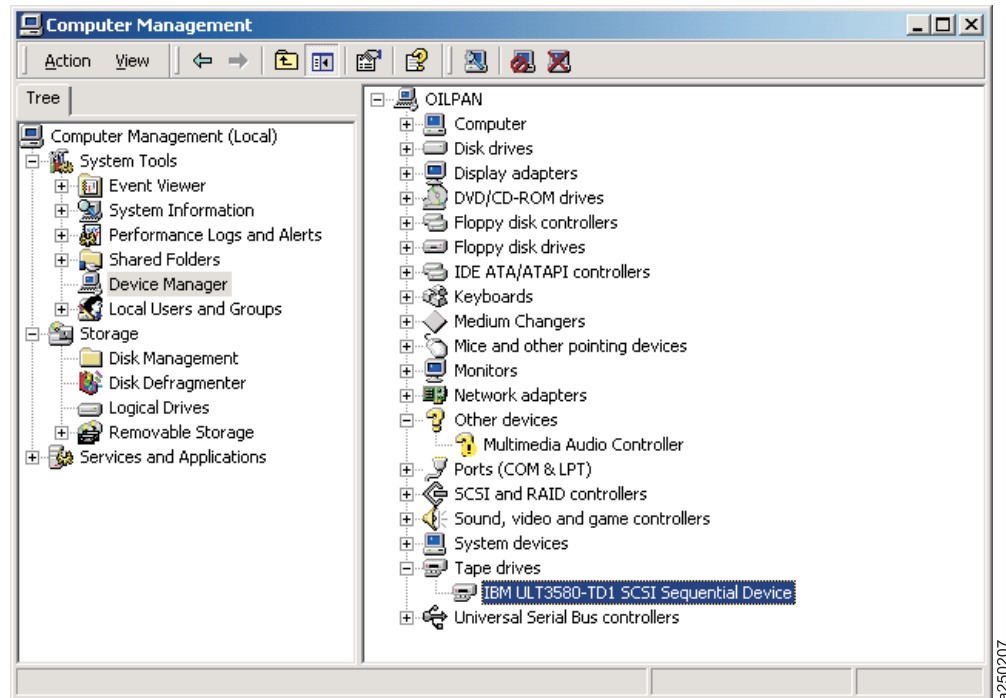 Computer Management
Action View
Tree
Computer Management (Local)
System Tools
Event Viewer
System Information
Performance Logs and Alerts
Shared Folders
Device Manager
Local Users and Groups
Storage
Disk Management
Disk Defragmenter
Logical Drives
Removable Storage
Services and Applications
OILPAN
Computer
Disk drives
Display adapters
DVD/CD-ROM drives
Floppy disk controllers
Floppy disk drives
IDE ATA/ATAPI controllers
Keyboards
Medium Changers
Mice and other pointing devices
Monitors
Network adapters
Other devices
Multimedia Audio Controller
Ports (COM & LPT)
SCSI and RAID controllers
Sound, video and game controllers
System devices
Tape drives
IBM ULT3580-TD1 SCSI Sequential Device
Universal Serial Bus controllers
a250207